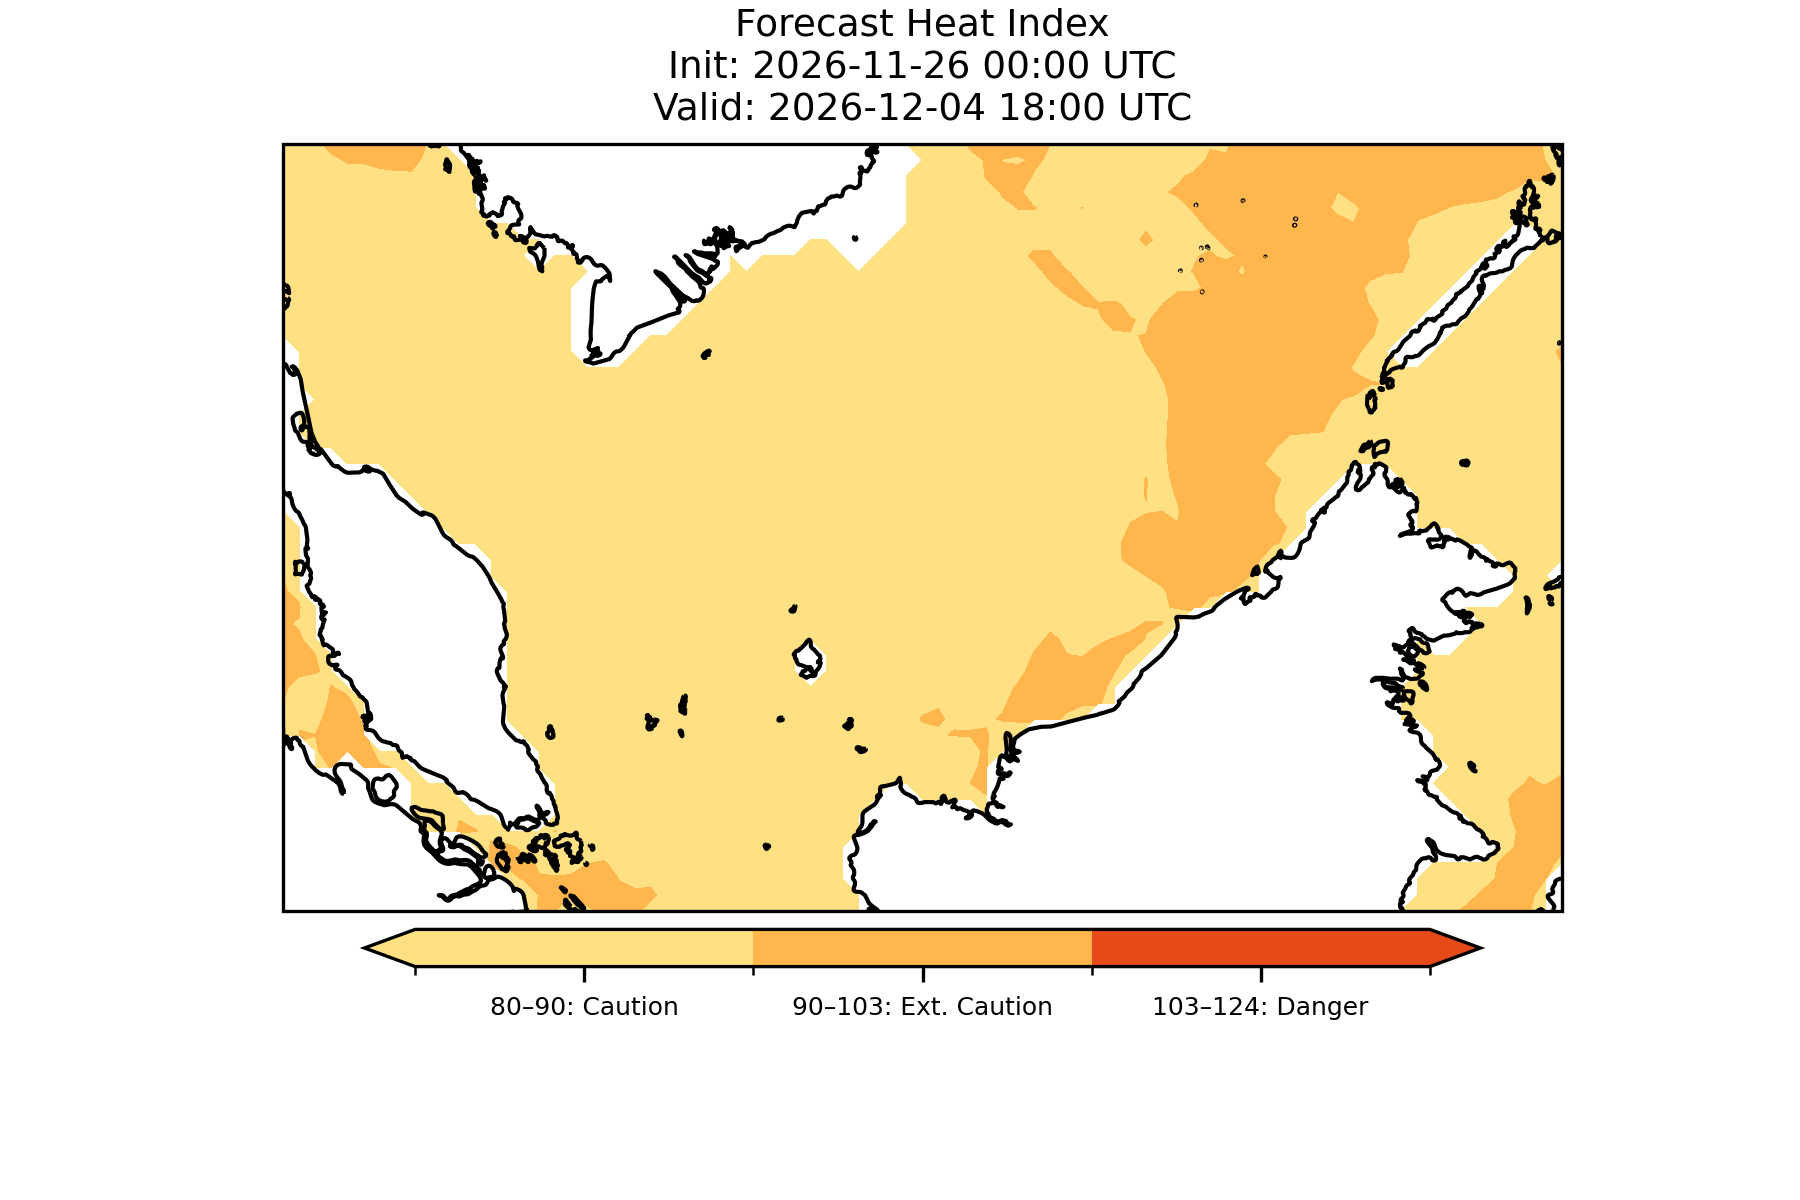 Forecast Heat Index
Init: 2026-11-26 00:00 UTC
Valid: 2026-12-04 18:00 UTC
80–90: Caution
90–103: Ext. Caution
103–124: Danger